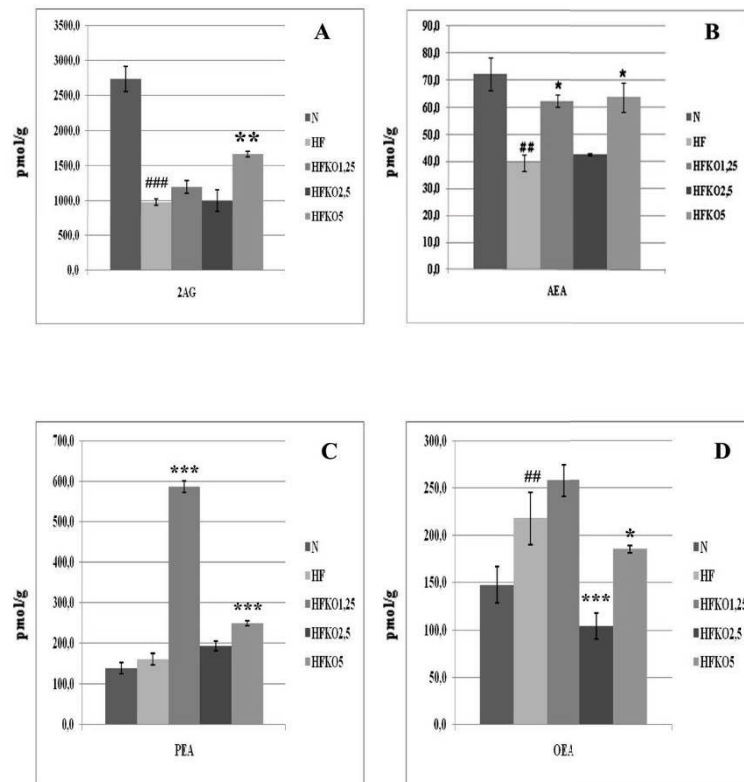 A
3500,0
3000,0
2500,0
2000,0
1500,0
1000,0
500,0
0,0
pmol/g
###
**
2AG
N
HF
HFKO1,25
HFKO2,5
HFKO5
B
80,0
70,0
60,0
50,0
40,0
30,0
20,0
10,0
0,0
pmol/g
##
*
*
AEA
N
HF
HFKO1,25
HFKO2,5
HFKO5
C
700,0
600,0
500,0
400,0
300,0
200,0
100,0
0,0
pmol/g
***
***
PEA
N
HF
HFKO1,25
HFKO2,5
HFKO5
D
300,0
250,0
200,0
150,0
100,0
50,0
0,0
pmol/g
##
***
*
OEA
N
HF
HFKO1,25
HFKO2,5
HFKO5